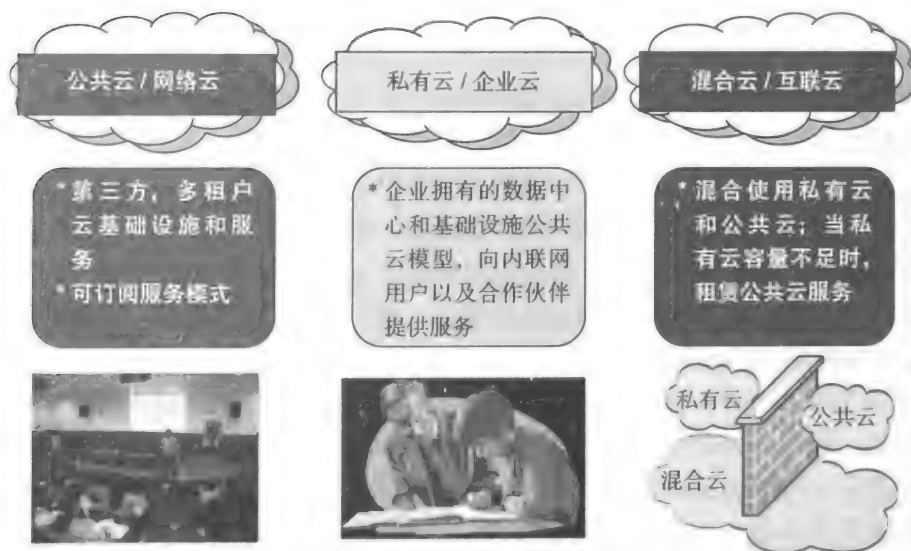 公共云 / 网络云
私有云 / 企业云
混合云 / 互联云
* 第三方，多租户
云基础设施和服
务
* 可订阅服务模式
* 企业拥有的数据中
心和基础设施公共
云模型，向内联网
用户以及合作伙伴
提供服务
* 混合使用私有云
和公共云；当私
有云容量不足时，
租赁公共云服务
私有云
公共云
混合云